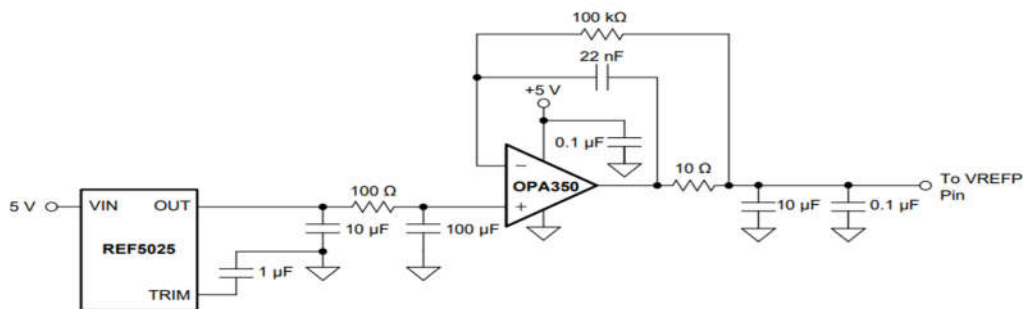 100 kΩ
22 nF
+5 V
0.1 µF
−
OPA350
+
10 Ω
To VREFP
Pin
10 µF
0.1 µF
5 V
VIN
OUT
REF5025
TRIM
100 Ω
10 µF
100 µF
1 µF